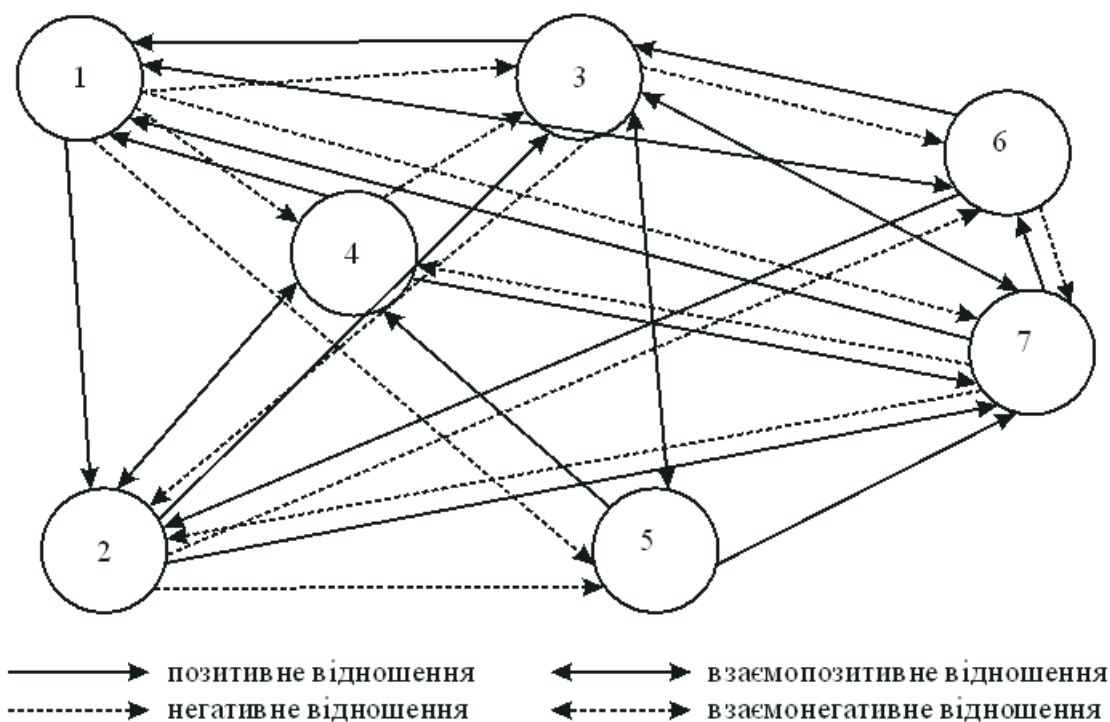 1
3
6
4
7
2
5
позитивне відношення
взаємопозитивне відношення
негативне відношення
взаємонегативне відношення